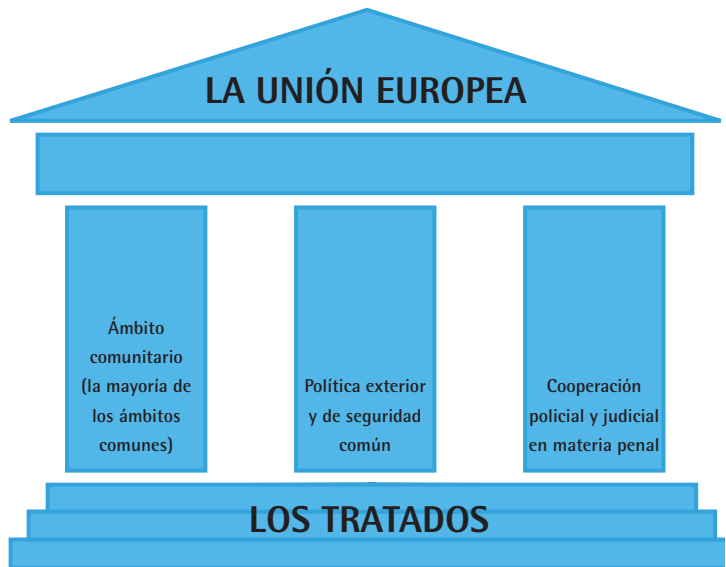 LA UNIÓN EUROPEA
Ámbito
comunitario
(la mayoría de
los ámbitos
comunes)
Política exterior
y de seguridad
común
Cooperación
policial y judicial
en materia penal
LOS TRATADOS